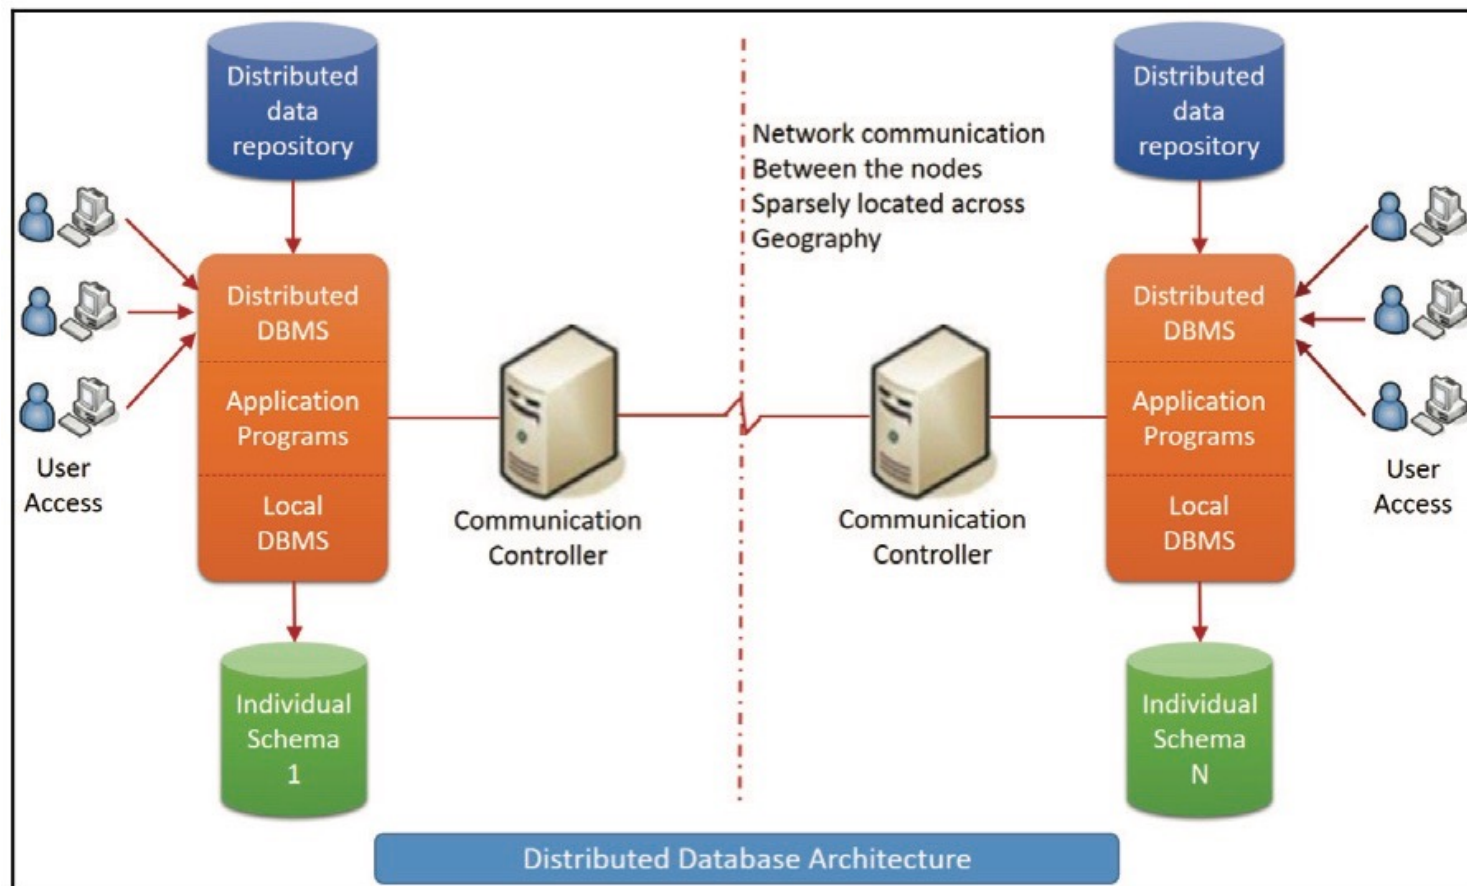 Distributed
data
repository
Distributed
data
repository
Network communication
Between the nodes
Sparsely located across
Geography
Distributed
DBMS
Application
Programs
Local
DBMS
User
Access
Communication
Controller
Communication
Controller
Distributed
DBMS
Application
Programs
Local
DBMS
User
Access
Individual
Schema
1
Individual
Schema
N
Distributed Database Architecture